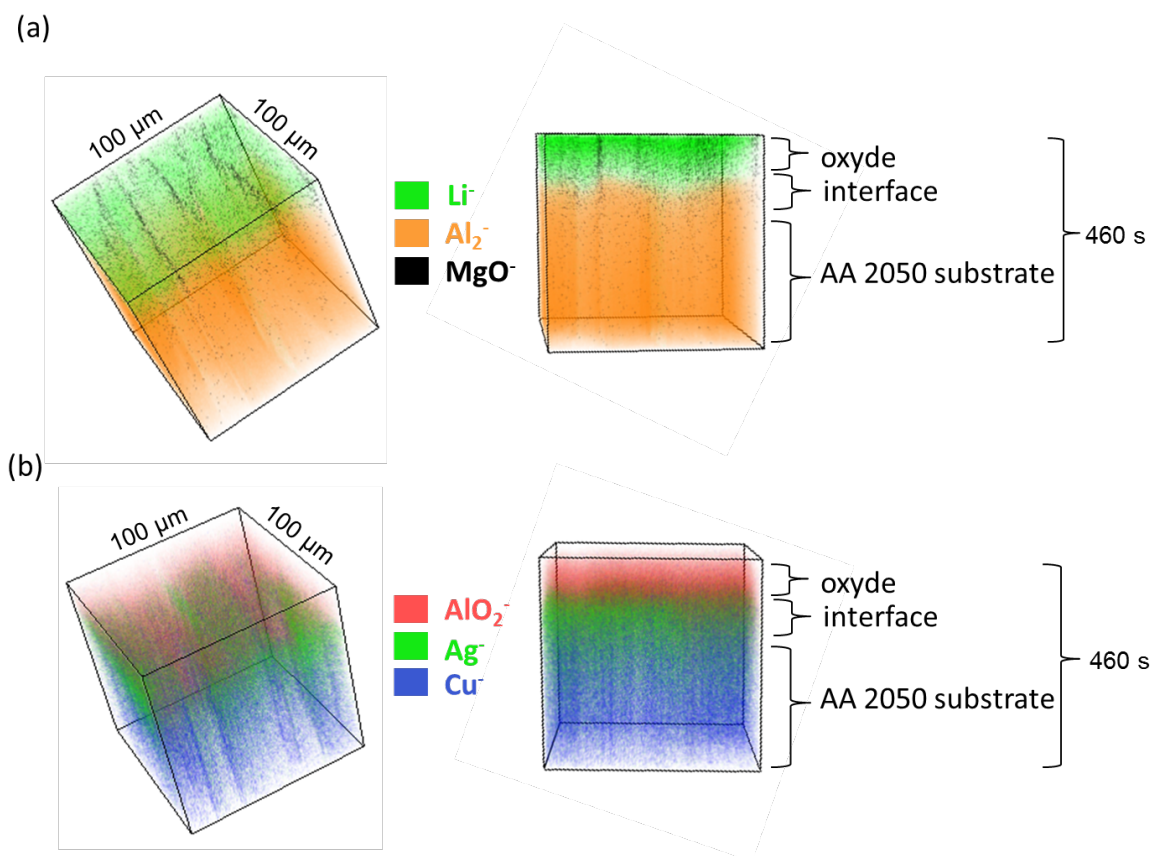 (a)
100 µm
100 µm
Li⁻
Al₂⁻
MgO⁻
oxyde
interface
AA 2050 substrate
460 s
(b)
100 µm
100 µm
AlO₂⁻
Ag⁻
Cu⁻
oxyde
interface
AA 2050 substrate
460 s